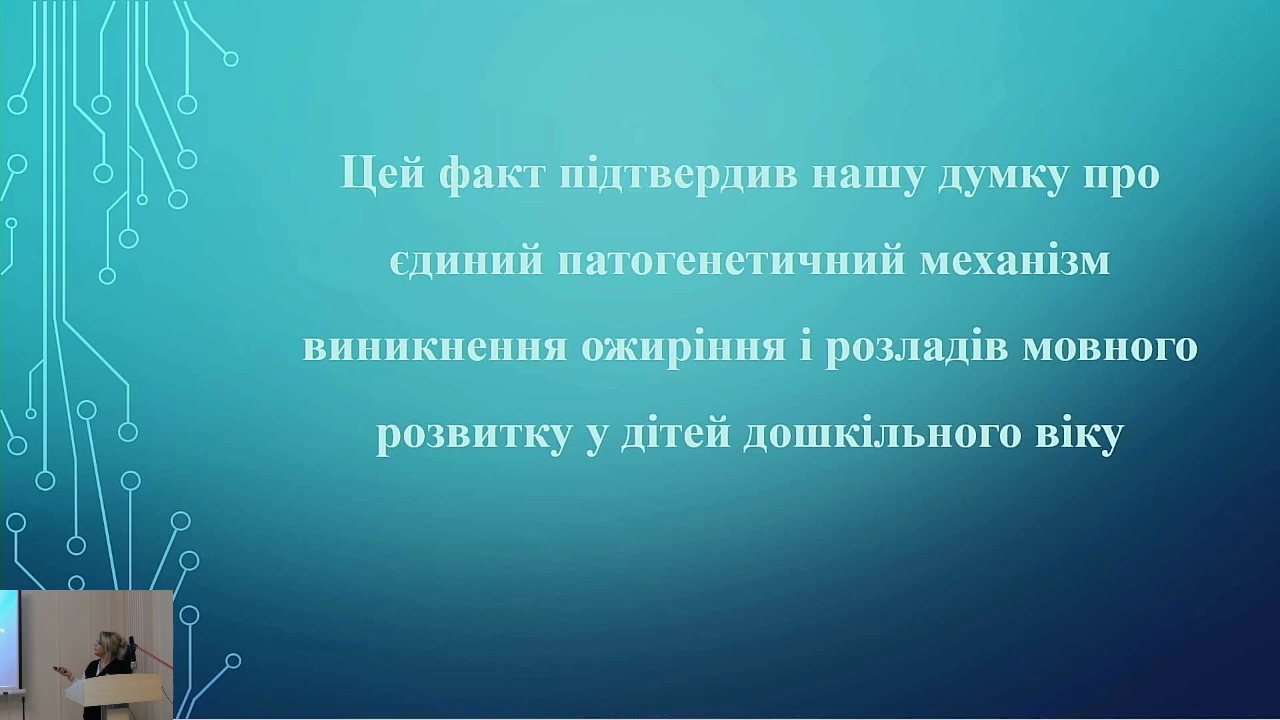 Цей факт підтвердив нашу думку про
єдиний патогенетичний механізм
виникнення ожиріння і розладів мовного
розвитку у дітей дошкільного віку